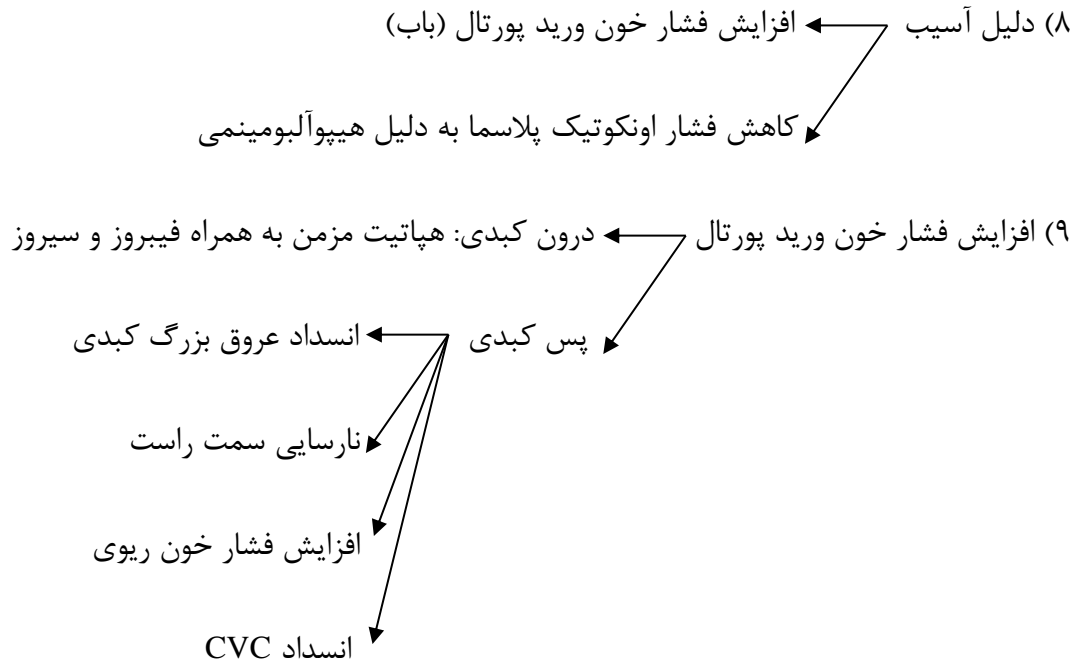 ۸) دلیل آسیب افزایش فشار خون ورید پورتال (باب)
کاهش فشار اونکوتیک پلاسما به دلیل هیپوآلبومینمی
۹) افزایش فشار خون ورید پورتال درون کبدی: هپاتیت مزمن به همراه فیبروز و سیروز
پس کبدی انسداد عروق بزرگ کبدی
نارسایی سمت راست
افزایش فشار خون ریوی
انسداد CVC